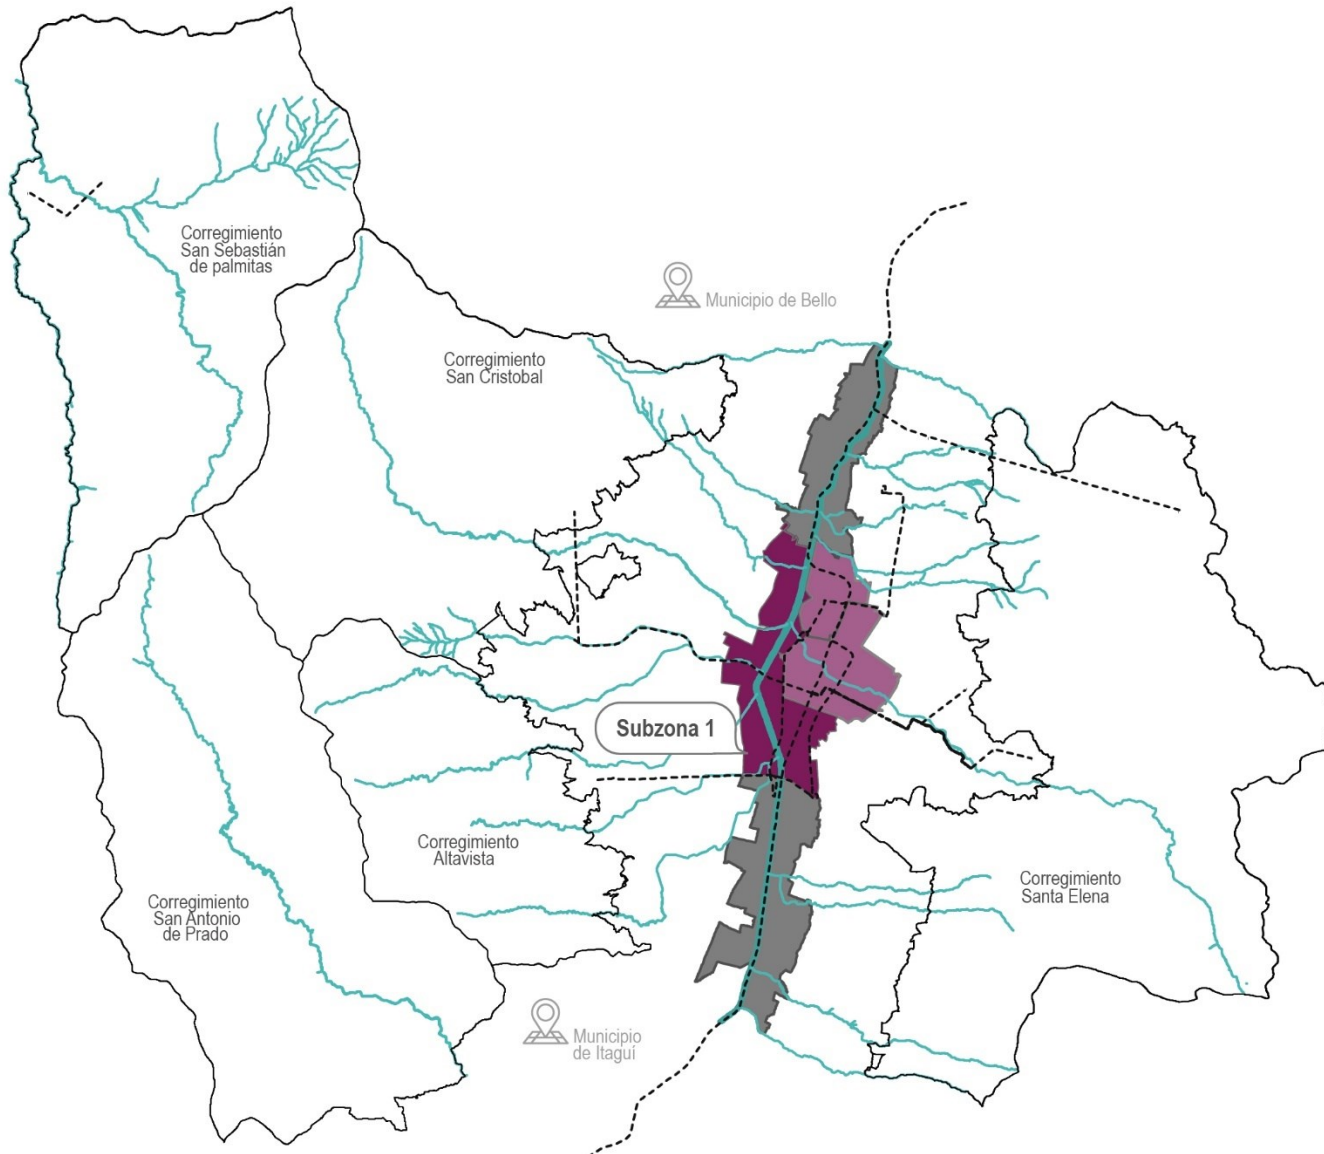 Corregimiento
San Sebastián
de palmitas
Municipio de Bello
Corregimiento
San Cristobal
Subzona 1
Corregimiento
Altavista
Corregimiento
Santa Elena
Corregimiento
San Antonio
de Prado
Municipio
de Itaguí